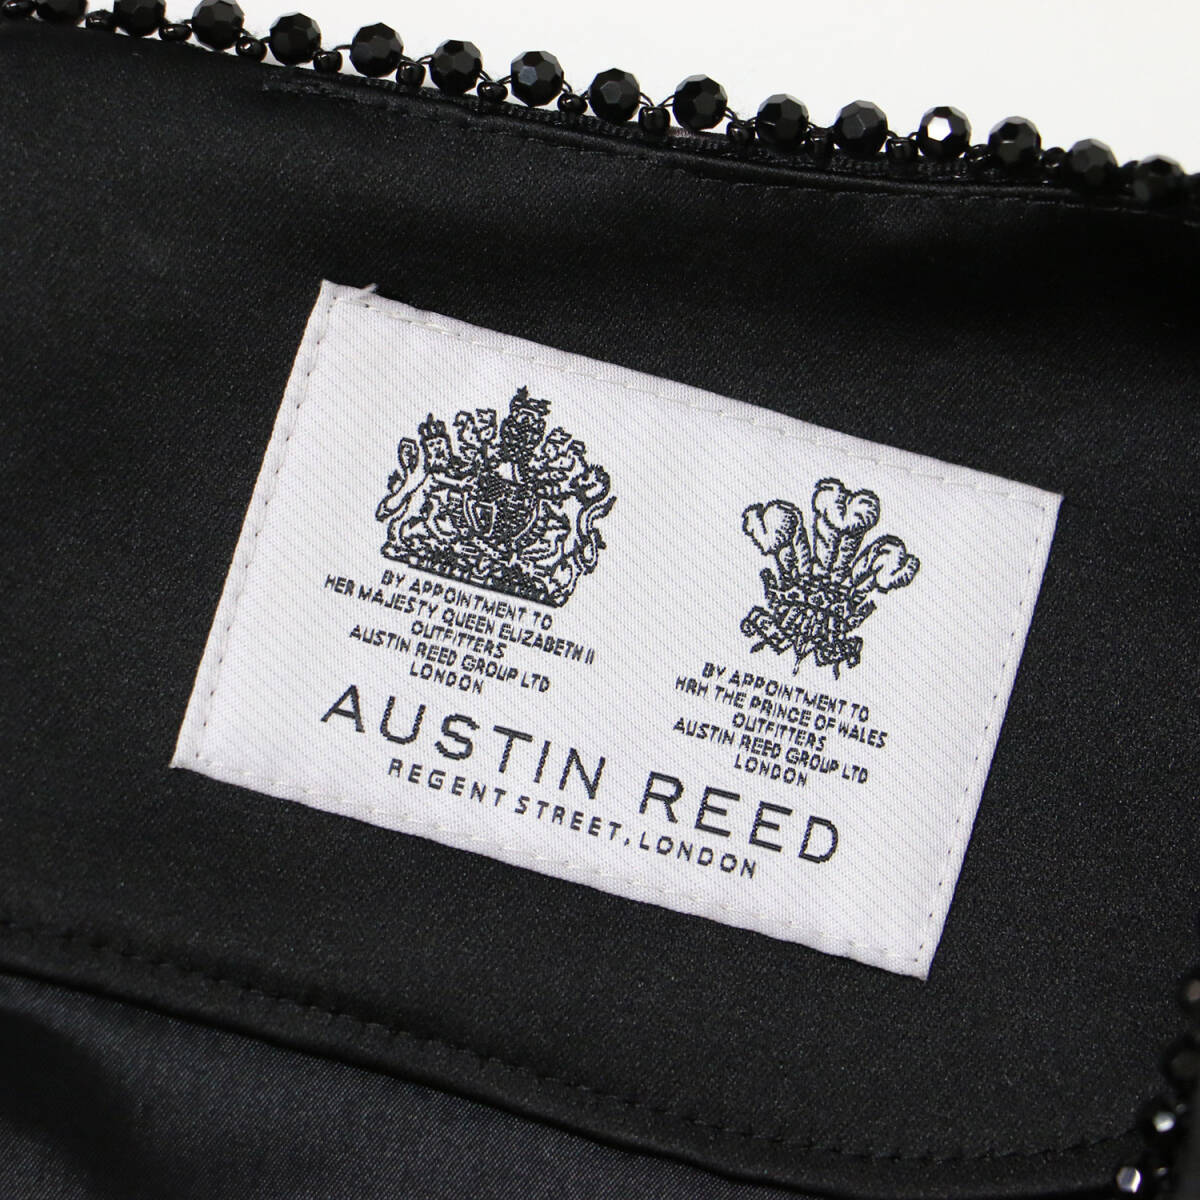 BY APPOINTMENT TO
HER MAJESTY QUEEN ELIZABETH II
OUTFITTERS
AUSTIN REED GROUP LTD
LONDON
BY APPOINTMENT TO
HRH THE PRINCE OF WALES
OUTFITTERS
AUSTIN REED GROUP LTD
LONDON
AUSTIN REED
REGENT STREET, LONDON